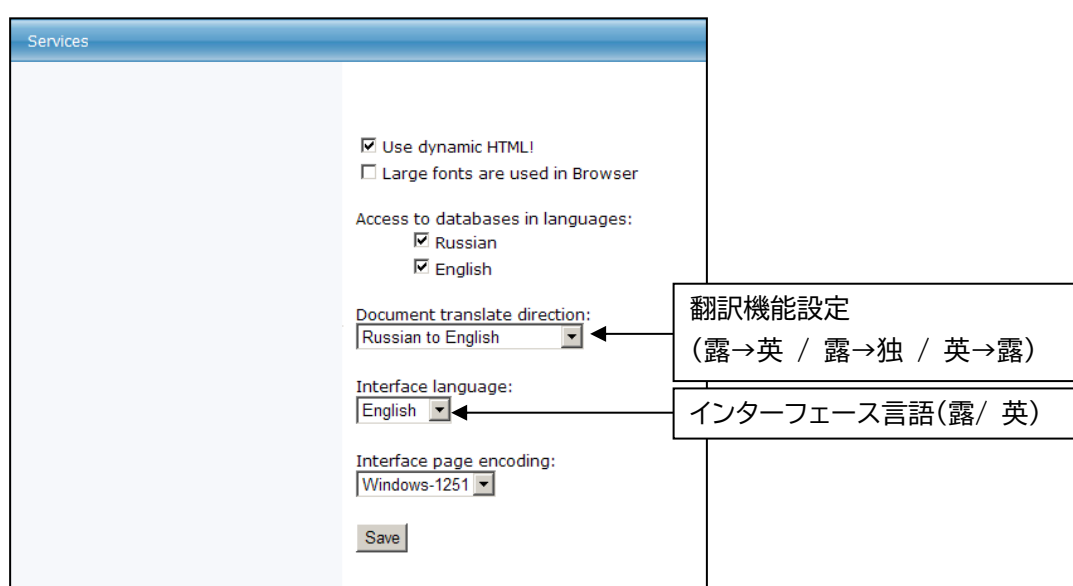 Services
Use dynamic HTML!
Large fonts are used in Browser
Access to databases in languages:
Russian
English
Document translate direction:
Russian to English
翻訳機能設定
(露→英 / 露→独 / 英→露)
Interface language:
English
インターフェース言語(露/ 英)
Interface page encoding:
Windows-1251
Save